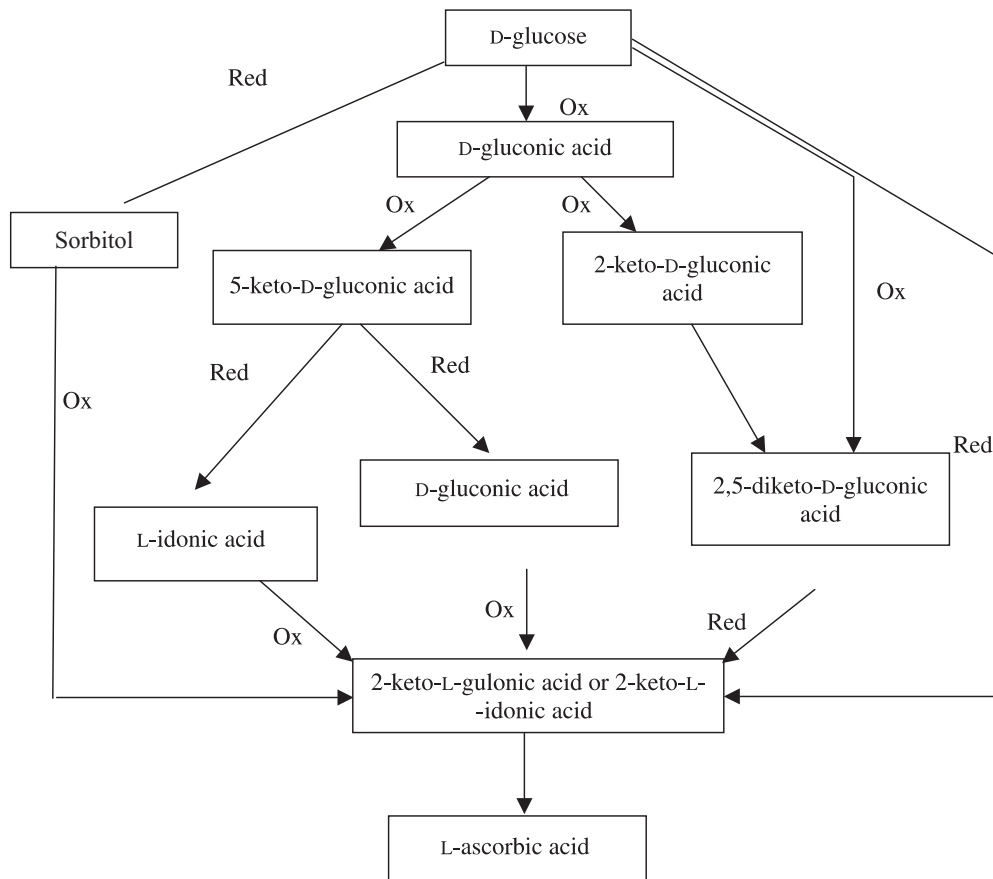 D-glucose
Red
Ox
D-gluconic acid
Ox
Ox
Sorbitol
5-keto-D-gluconic acid
2-keto-D-gluconic
acid
Ox
Red
Red
Ox
Red
D-gluconic acid
2,5-diketo-D-gluconic
acid
L-idonic acid
Ox
Ox
Red
2-keto-L-gulonic acid or 2-keto-L-
-idonic acid
L-ascorbic acid